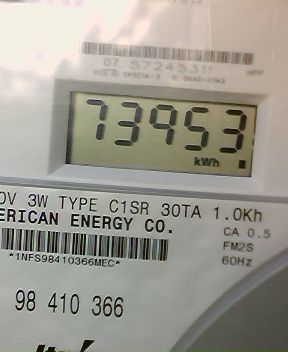 07 57245311
73953
kWh
0V 3W TYPE C1SR 30TA 1.0Kh
ERICAN ENERGY CO.
CA 0.5
FM2S
60Hz
*1NFS98410366MEC*
98 410 366